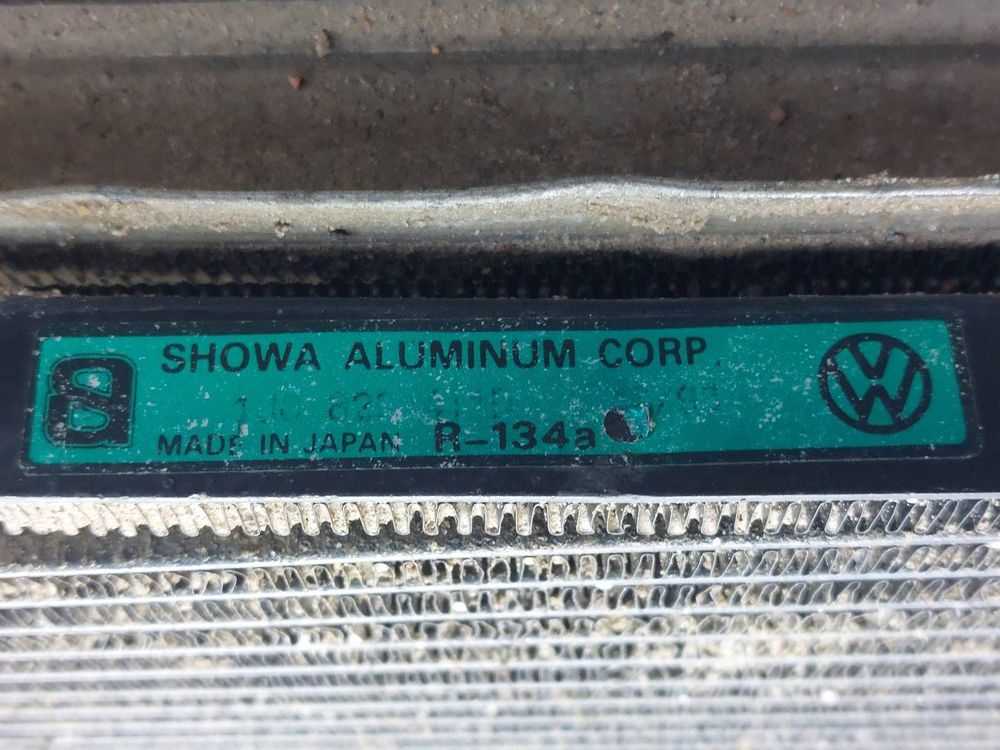 SHOWA ALUMINUM CORP.
MADE IN JAPAN R-134a